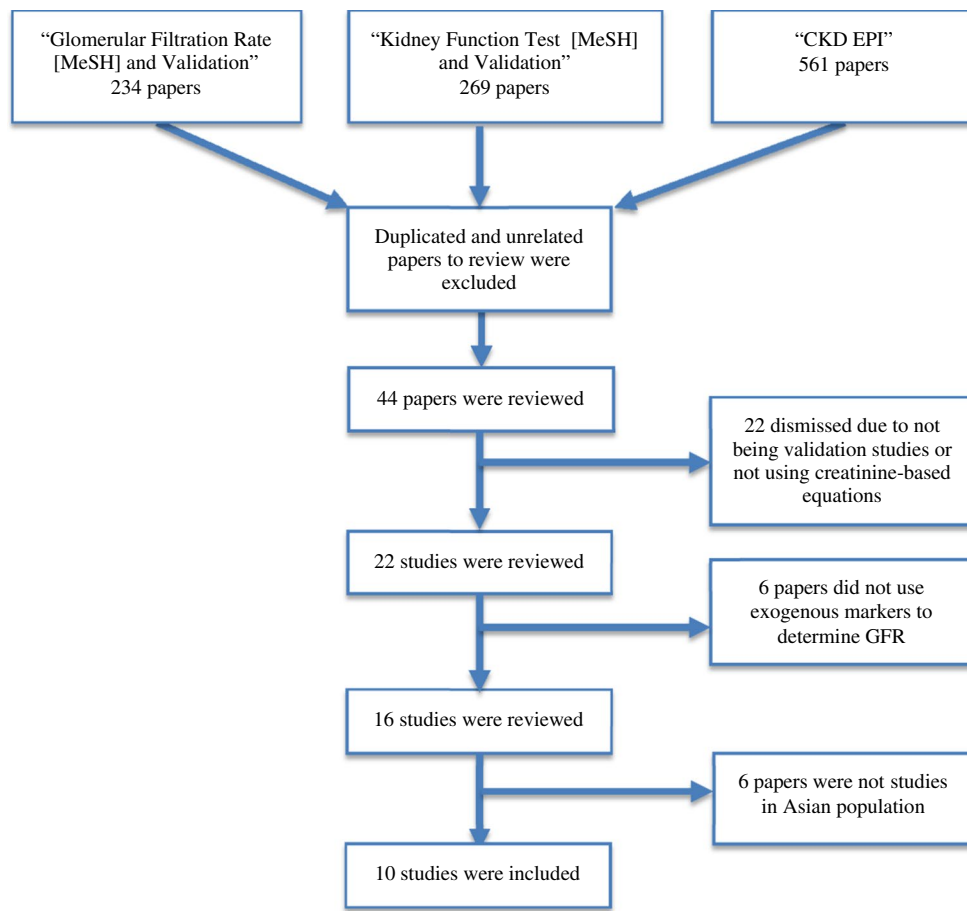 “Glomerular Filtration Rate
[MeSH] and Validation”
234 papers
“Kidney Function Test [MeSH]
and Validation”
269 papers
“CKD EPI”
561 papers
Duplicated and unrelated
papers to review were
excluded
44 papers were reviewed
22 dismissed due to not
being validation studies or
not using creatinine-based
equations
22 studies were reviewed
6 papers did not use
exogenous markers to
determine GFR
16 studies were reviewed
6 papers were not studies
in Asian population
10 studies were included